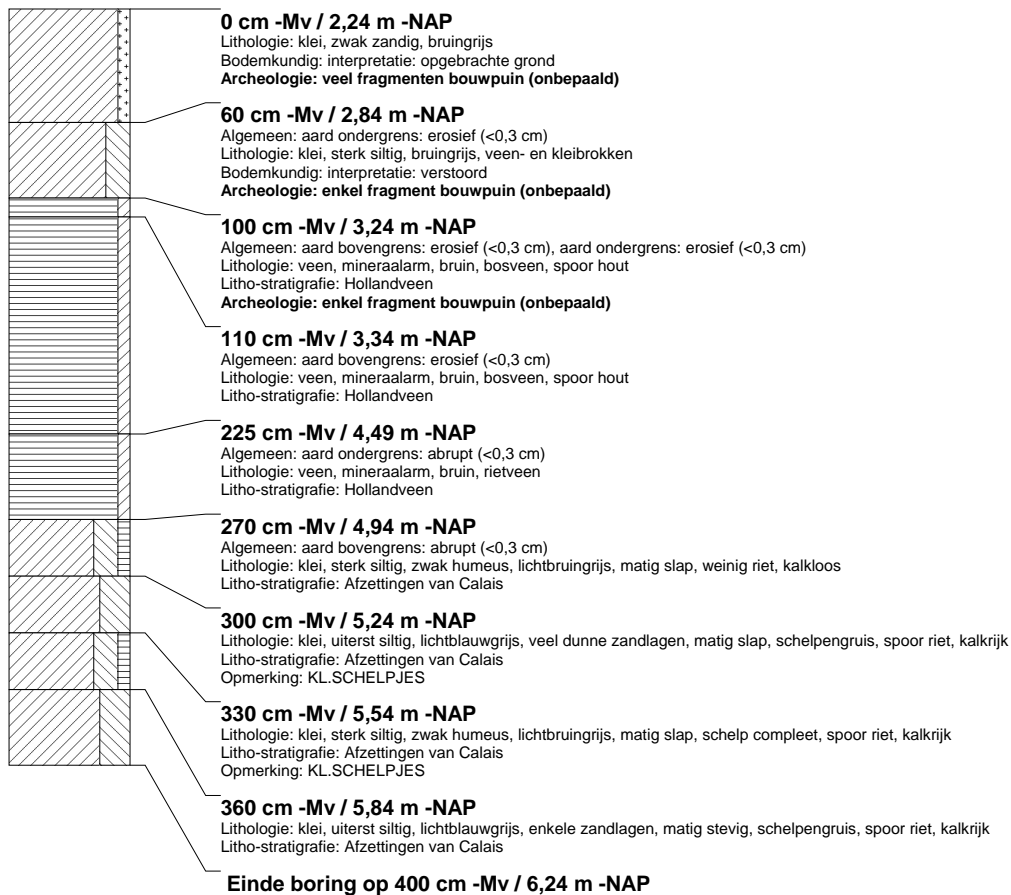 0 cm -Mv / 2,24 m -NAP
Lithologie: klei, zwak zandig, bruingrijs
Bodemkundig: interpretatie: opgebrachte grond
Archeologie: veel fragmenten bouwpuin (onbepaald)
60 cm -Mv / 2,84 m -NAP
Algemeen: aard ondergrens: erosief (<0,3 cm)
Lithologie: klei, sterk siltig, bruingrijs, veen- en kleibrokken
Bodemkundig: interpretatie: verstoord
Archeologie: enkel fragment bouwpuin (onbepaald)
100 cm -Mv / 3,24 m -NAP
Algemeen: aard bovengrens: erosief (<0,3 cm), aard ondergrens: erosief (<0,3 cm)
Lithologie: veen, mineraalarm, bruin, bosveen, spoor hout
Litho-stratigrafie: Hollandveen
Archeologie: enkel fragment bouwpuin (onbepaald)
110 cm -Mv / 3,34 m -NAP
Algemeen: aard bovengrens: erosief (<0,3 cm)
Lithologie: veen, mineraalarm, bruin, bosveen, spoor hout
Litho-stratigrafie: Hollandveen
225 cm -Mv / 4,49 m -NAP
Algemeen: aard ondergrens: abrupt (<0,3 cm)
Lithologie: veen, mineraalarm, bruin, rietveen
Litho-stratigrafie: Hollandveen
270 cm -Mv / 4,94 m -NAP
Algemeen: aard bovengrens: abrupt (<0,3 cm)
Lithologie: klei, sterk siltig, zwak humeus, lichtbruingrijs, matig slap, weinig riet, kalkloos
Litho-stratigrafie: Afzettingen van Calais
300 cm -Mv / 5,24 m -NAP
Lithologie: klei, uiterst siltig, lichtblauwgrijs, veel dunne zandlagen, matig slap, schelpengruis, spoor riet, kalkrijk
Litho-stratigrafie: Afzettingen van Calais
Opmerking: KL.SCHELPJES
330 cm -Mv / 5,54 m -NAP
Lithologie: klei, sterk siltig, zwak humeus, lichtbruingrijs, matig slap, schelp compleet, spoor riet, kalkrijk
Litho-stratigrafie: Afzettingen van Calais
Opmerking: KL.SCHELPJES
360 cm -Mv / 5,84 m -NAP
Lithologie: klei, uiterst siltig, lichtblauwgrijs, enkele zandlagen, matig stevig, schelpengruis, spoor riet, kalkrijk
Litho-stratigrafie: Afzettingen van Calais
Einde boring op 400 cm -Mv / 6,24 m -NAP